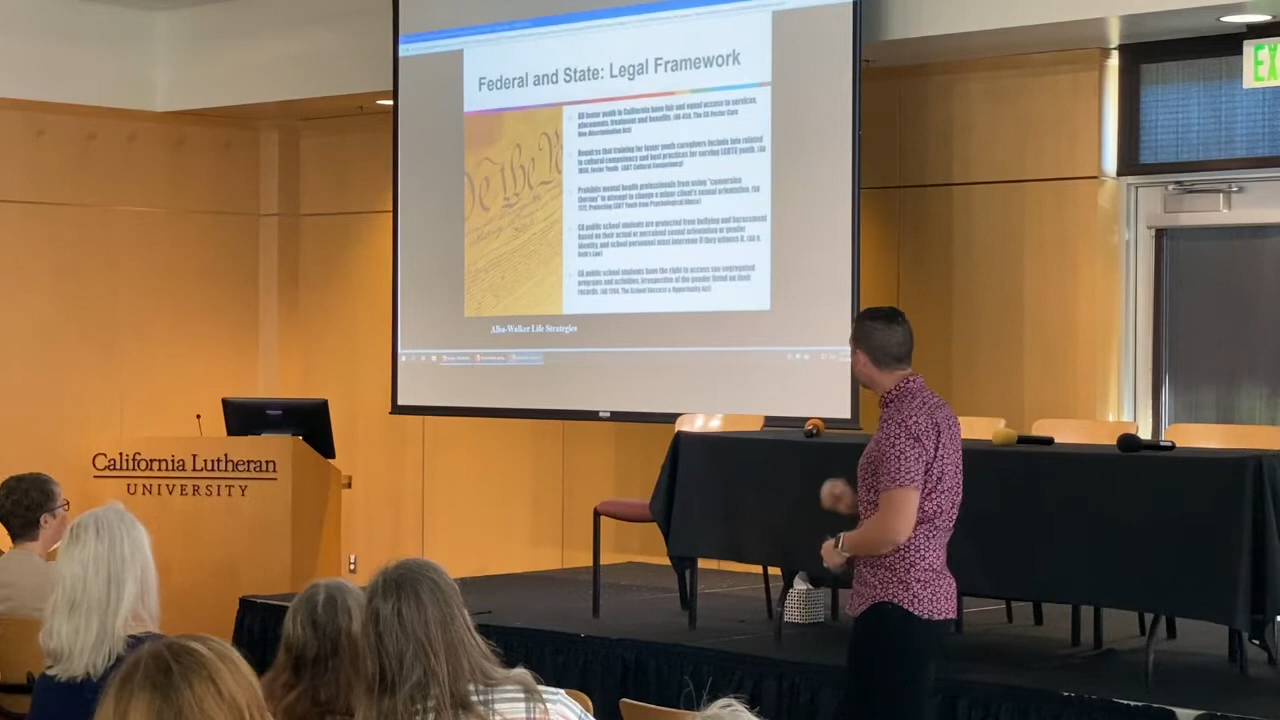 Federal and State: Legal Framework
All foster youth in California have fair and equal access to services,
placements, treatment and benefits. (AB 458, The CA Foster Care
Non-Discrimination Act)
Requires that training for foster youth caregivers include info related
to cultural competency and best practices for serving LGBTQ youth. (AB
1856, Foster Youth: LGBT Cultural Competency)
Prohibits mental health professionals from using "conversion
therapy" in attempt to change a minor client's sexual orientation. (SB
1172, Protecting LGBT Youth from Psychological Abuse)
CA public school students are protected from bullying and harassment
based on their actual or perceived sexual orientation or gender
identity, and school personnel must intervene if they witness it. (AB 9,
Seth's Law)
CA public school students have the right to access sex-segregated
programs and activities, irrespective of the gender listed on their
records. (AB 1266, The School Success & Opportunity Act)
We the
Alba-Walker Life Strategies
California Lutheran
UNIVERSITY
EX